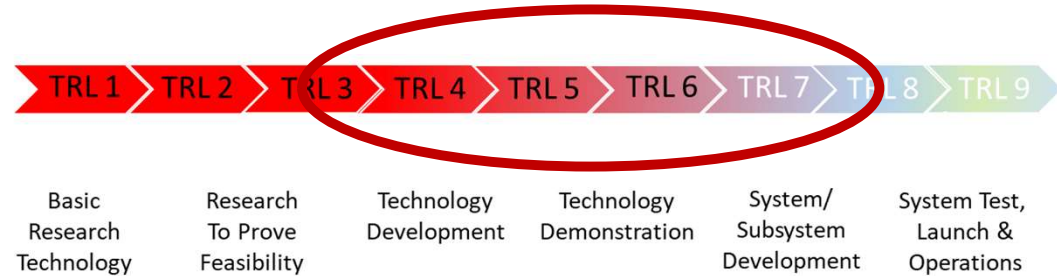 TRL 1 TRL 2 TRL 3 TRL 4 TRL 5 TRL 6 TRL 7 TRL 8 TRL 9
Basic
Research
Technology
Research
To Prove
Feasibility
Technology
Development
Technology
Demonstration
System/
Subsystem
Development
System Test,
Launch &
Operations